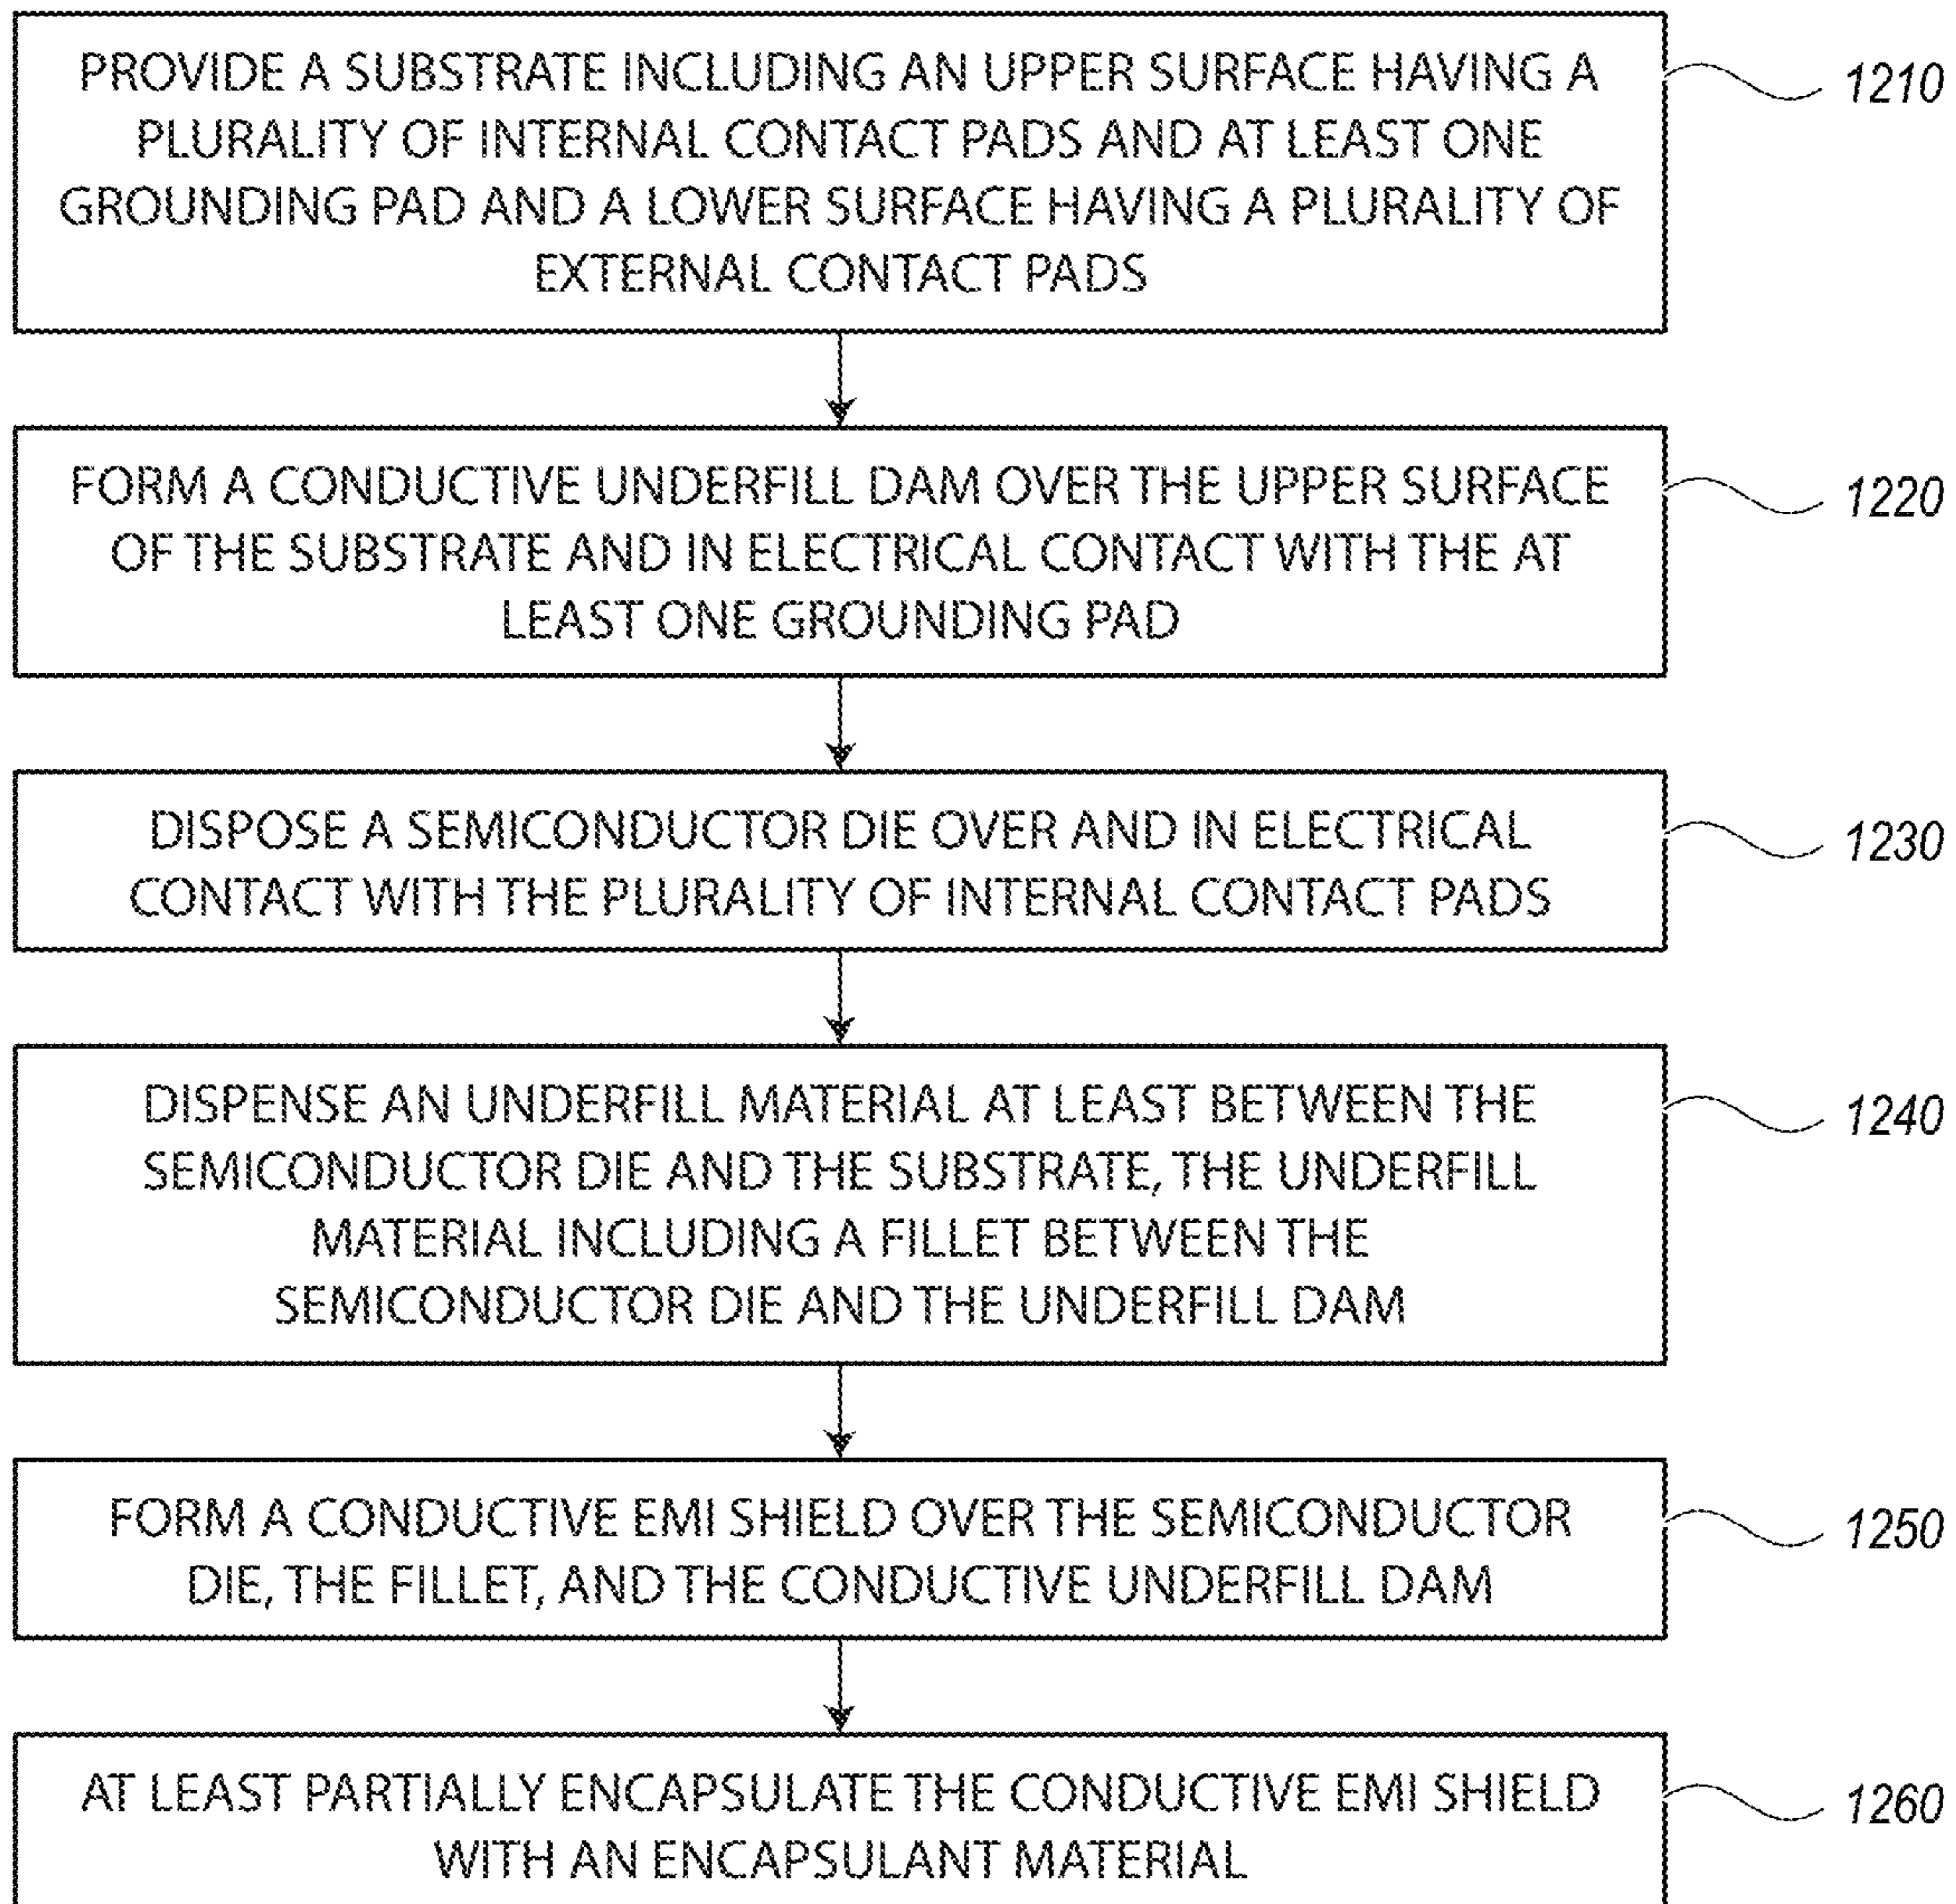 PROVIDE A SUBSTRATE INCLUDING AN UPPER SURFACE HAVING A
PLURALITY OF INTERNAL CONTACT PADS AND AT LEAST ONE
GROUNDING PAD AND A LOWER SURFACE HAVING A PLURALITY OF
EXTERNAL CONTACT PADS
1210
FORM A CONDUCTIVE UNDERFILL DAM OVER THE UPPER SURFACE
OF THE SUBSTRATE AND IN ELECTRICAL CONTACT WITH THE AT
LEAST ONE GROUNDING PAD
1220
DISPOSE A SEMICONDUCTOR DIE OVER AND IN ELECTRICAL
CONTACT WITH THE PLURALITY OF INTERNAL CONTACT PADS
1230
DISPENSE AN UNDERFILL MATERIAL AT LEAST BETWEEN THE
SEMICONDUCTOR DIE AND THE SUBSTRATE, THE UNDERFILL
MATERIAL INCLUDING A FILLET BETWEEN THE
SEMICONDUCTOR DIE AND THE UNDERFILL DAM
1240
FORM A CONDUCTIVE EMI SHIELD OVER THE SEMICONDUCTOR
DIE, THE FILLET, AND THE CONDUCTIVE UNDERFILL DAM
1250
AT LEAST PARTIALLY ENCAPSULATE THE CONDUCTIVE EMI SHIELD
WITH AN ENCAPSULANT MATERIAL
1260